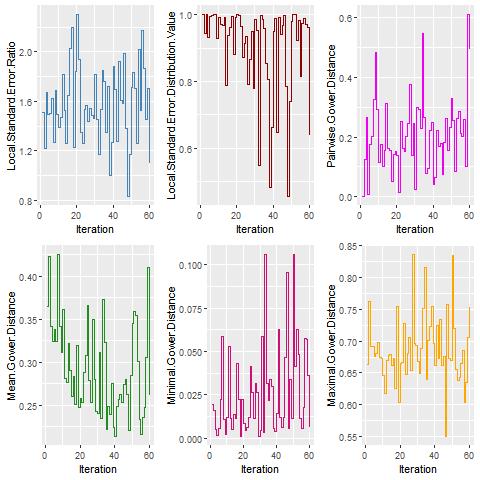 Local.Standard.Error.Ratio
2.0
1.6
1.2
0.8
0 20 40 60
Iteration
Local.Standard.Error.Distribution.Value
1.0
0.8
0.6
0 20 40 60
Iteration
Pairwise.Gower.Distance
0.6
0.4
0.2
0.0
0 20 40 60
Iteration
Mean.Gower.Distance
0.40
0.35
0.30
0.25
0 20 40 60
Iteration
Minimal.Gower.Distance
0.100
0.075
0.050
0.025
0.000
0 20 40 60
Iteration
Maximal.Gower.Distance
0.85
0.80
0.75
0.70
0.65
0.60
0.55
0 20 40 60
Iteration